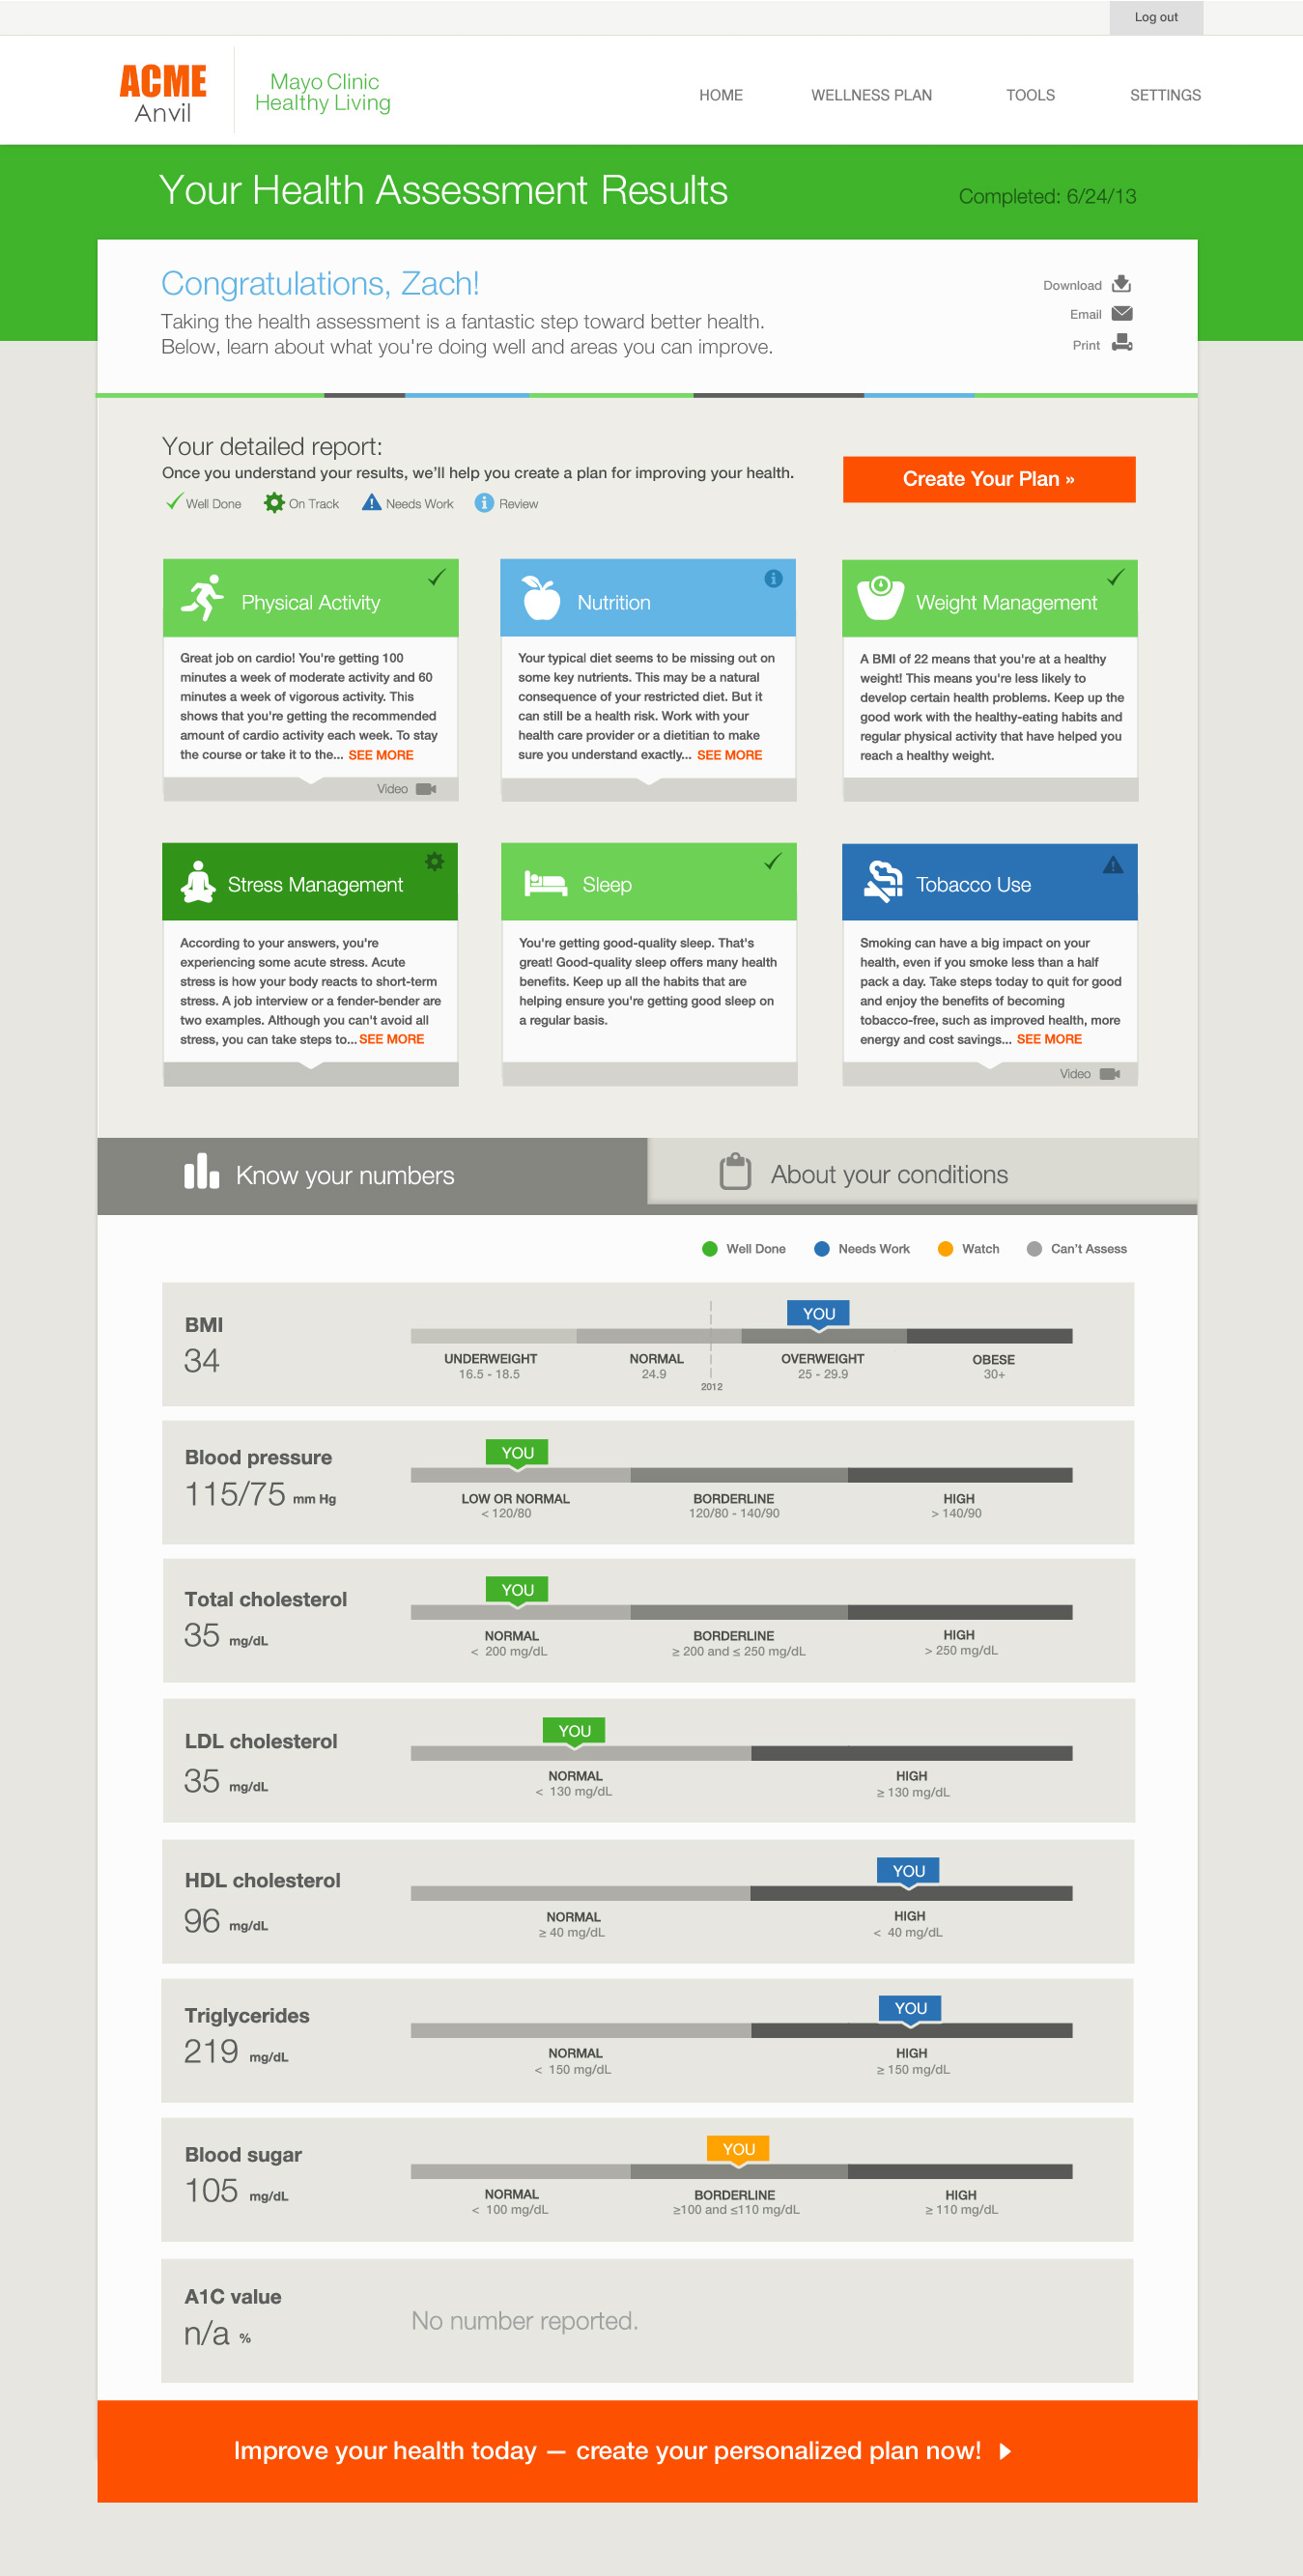 Log out
ACME
Anvil
Mayo Clinic
Healthy Living
HOME
WELLNESS PLAN
TOOLS
SETTINGS
Your Health Assessment Results
Completed: 6/24/13
Congratulations, Zach!
Taking the health assessment is a fantastic step toward better health.
Below, learn about what you're doing well and areas you can improve.
Download
Email
Print
Your detailed report:
Once you understand your results, we'll help you create a plan for improving your health.
Well Done
On Track
Needs Work
Review
Create Your Plan »
Physical Activity
Great job on cardio! You're getting 100
minutes a week of moderate activity and 60
minutes a week of vigorous activity. This
shows that you're getting the recommended
amount of cardio activity each week. To stay
the course or take it to the... SEE MORE
Video
Nutrition
Your typical diet seems to be missing out on
some key nutrients. This may be a natural
consequence of your restricted diet. But it
can still be a health risk. Work with your
health care provider or a dietitian to make
sure you understand exactly... SEE MORE
Weight Management
A BMI of 22 means that you're at a healthy
weight! This means you're less likely to
develop certain health problems. Keep up the
good work with the healthy-eating habits and
regular physical activity that have helped you
reach a healthy weight.
Stress Management
According to your answers, you're
experiencing some acute stress. Acute
stress is how your body reacts to short-term
stress. A job interview or a fender-bender are
two examples. Although you can't avoid all
stress, you can take steps to... SEE MORE
Sleep
You're getting good-quality sleep. That's
great! Good-quality sleep offers many health
benefits. Keep up all the habits that are
helping ensure you're getting good sleep on
a regular basis.
Tobacco Use
Smoking can have a big impact on your
health, even if you smoke less than a half
pack a day. Take steps today to quit for good
and enjoy the benefits of becoming
tobacco-free, such as improved health, more
energy and cost savings... SEE MORE
Video
Know your numbers
About your conditions
Well Done
Needs Work
Watch
Can't Assess
BMI
34
YOU
UNDERWEIGHT
16.5 - 18.5
NORMAL
24.9
2012
OVERWEIGHT
25 - 29.9
OBESE
30+
Blood pressure
115/75 mm Hg
YOU
LOW OR NORMAL
< 120/80
BORDERLINE
120/80 - 140/90
HIGH
> 140/90
Total cholesterol
35 mg/dL
YOU
NORMAL
< 200 mg/dL
BORDERLINE
≥ 200 and ≤ 250 mg/dL
HIGH
> 250 mg/dL
LDL cholesterol
35 mg/dL
YOU
NORMAL
< 130 mg/dL
HIGH
≥ 130 mg/dL
HDL cholesterol
96 mg/dL
YOU
NORMAL
≥ 40 mg/dL
HIGH
< 40 mg/dL
Triglycerides
219 mg/dL
YOU
NORMAL
< 150 mg/dL
HIGH
≥ 150 mg/dL
Blood sugar
105 mg/dL
YOU
NORMAL
< 100 mg/dL
BORDERLINE
≥100 and ≤110 mg/dL
HIGH
≥ 110 mg/dL
A1C value
n/a %
No number reported.
Improve your health today — create your personalized plan now!